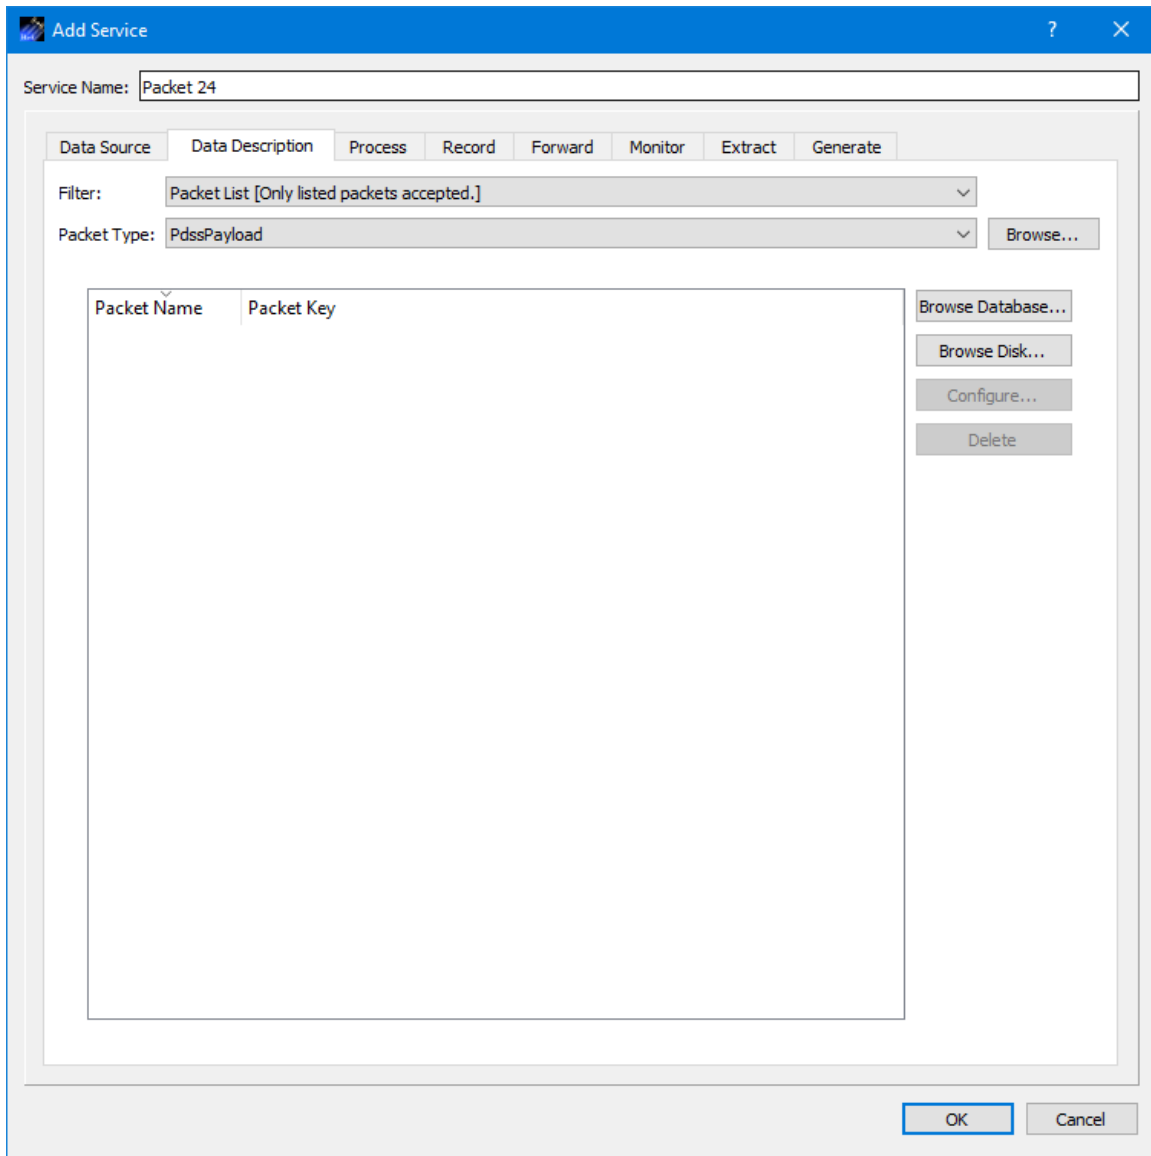 Add Service
?
Service Name: Packet 24
Data Source Data Description Process Record Forward Monitor Extract Generate
Filter: Packet List [Only listed packets accepted.]
Packet Type: PdssPayload Browse...
Packet Name Packet Key
Browse Database...
Browse Disk...
Configure...
Delete
OK Cancel